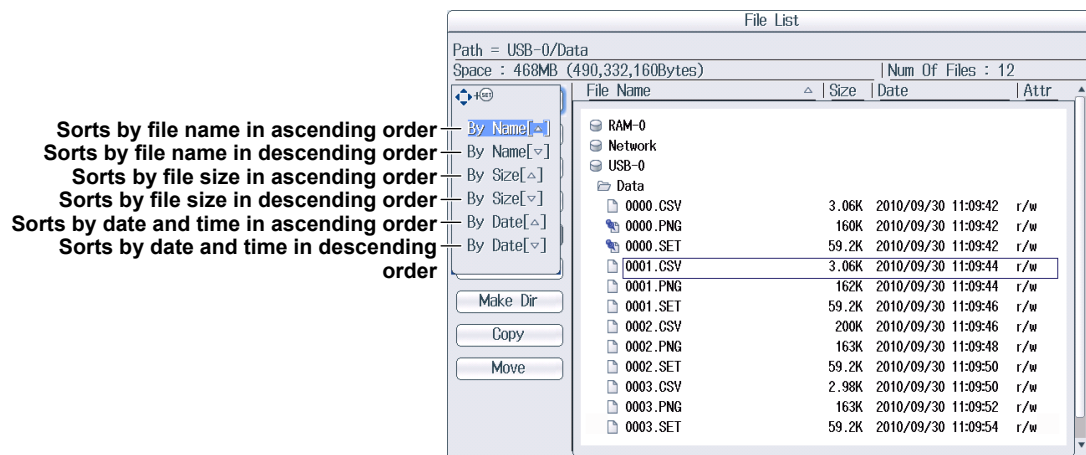 File List
Path = USB-0/Data
Space : 468MB (490,332,160Bytes) Num Of Files : 12
File Name △ Size Date Attr
+SET
Sorts by file name in ascending order By Name[△]
Sorts by file name in descending order By Name[▽]
Sorts by file size in ascending order By Size[△]
Sorts by file size in descending order By Size[▽]
Sorts by date and time in ascending order By Date[△]
Sorts by date and time in descending By Date[▽]
order
Make Dir
Copy
Move
RAM-0
Network
USB-0
Data
0000.CSV 3.06K 2010/09/30 11:09:42 r/w
0000.PNG 160K 2010/09/30 11:09:42 r/w
0000.SET 59.2K 2010/09/30 11:09:42 r/w
0001.CSV 3.06K 2010/09/30 11:09:44 r/w
0001.PNG 162K 2010/09/30 11:09:44 r/w
0001.SET 59.2K 2010/09/30 11:09:46 r/w
0002.CSV 200K 2010/09/30 11:09:46 r/w
0002.PNG 163K 2010/09/30 11:09:48 r/w
0002.SET 59.2K 2010/09/30 11:09:50 r/w
0003.CSV 2.98K 2010/09/30 11:09:50 r/w
0003.PNG 163K 2010/09/30 11:09:52 r/w
0003.SET 59.2K 2010/09/30 11:09:54 r/w